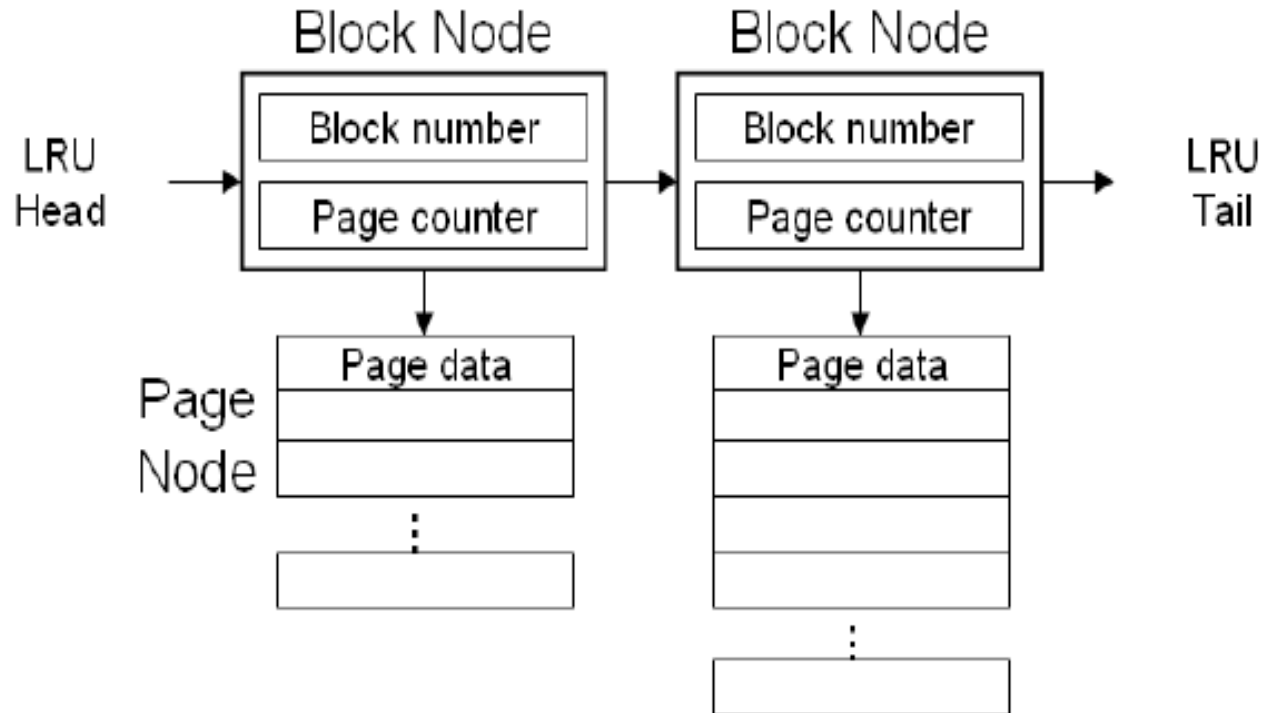 Block Node
Block Node
LRU
Head
Block number
Page counter
Block number
Page counter
LRU
Tail
Page
Node
Page data
Page data